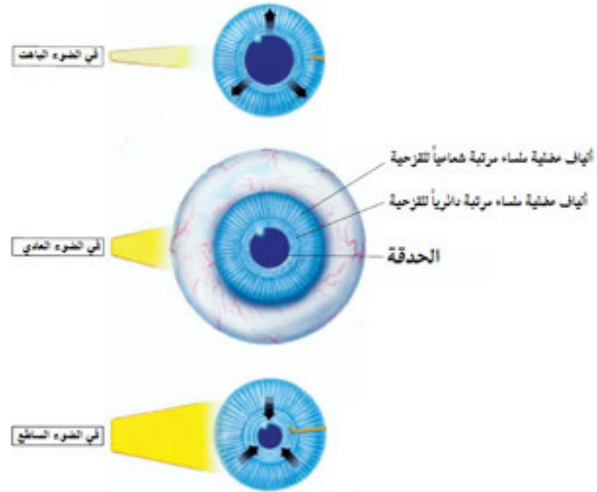 في الضوء الباهت
ألياف عضلية ملساء مرتبة شعاعياً للقزحية
ألياف عضلية ملساء مرتبة دائرياً للقزحية
في الضوء العادي
الحدقة
في الضوء الساطع